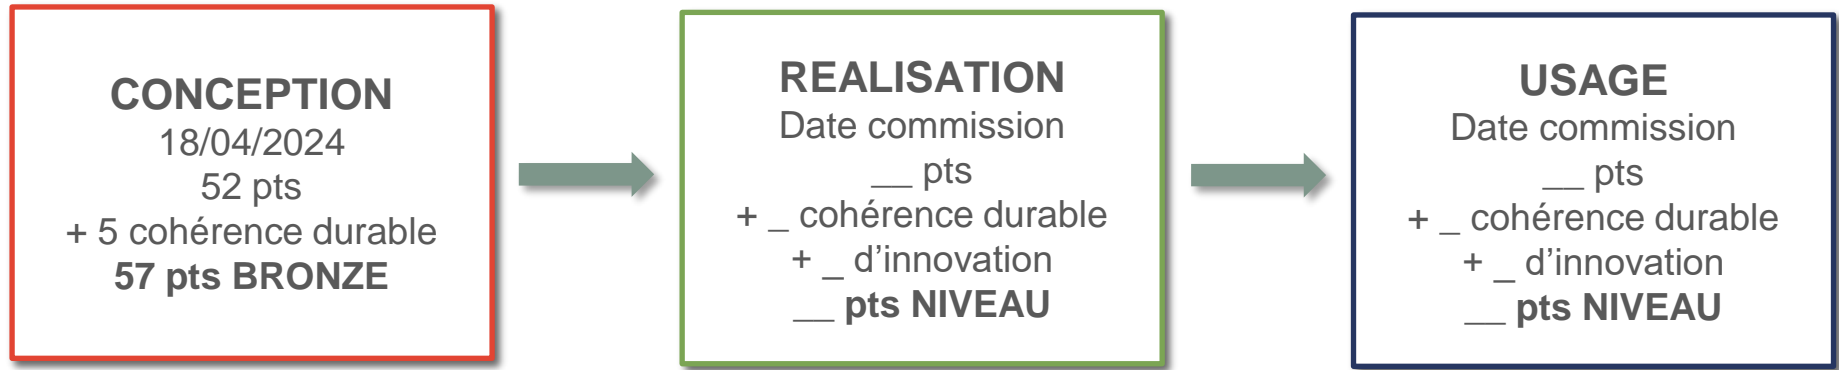 CONCEPTION
18/04/2024
52 pts
+ 5 cohérence durable
57 pts BRONZE
REALISATION
Date commission
__ pts
+ _ cohérence durable
+ _ d’innovation
__ pts NIVEAU
USAGE
Date commission
__ pts
+ _ cohérence durable
+ _ d’innovation
__ pts NIVEAU